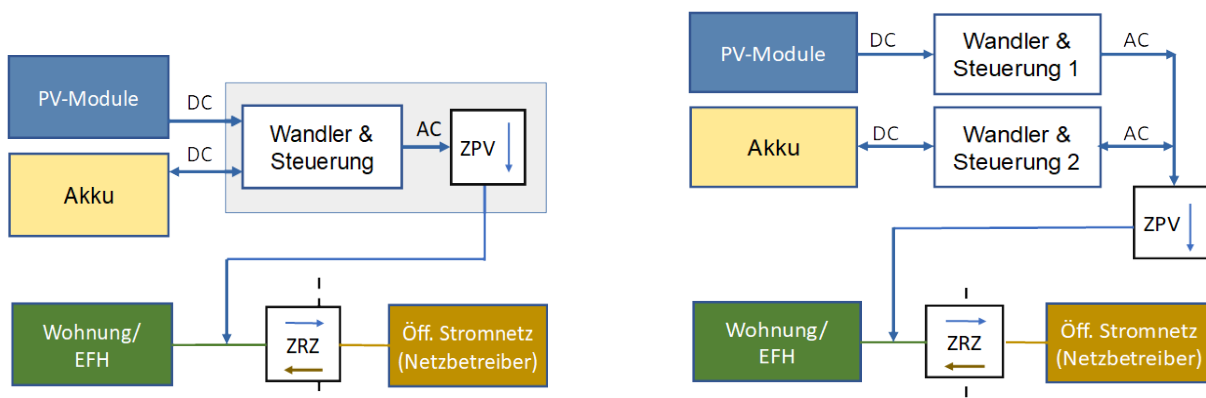 PV-Module
DC
Akku
DC
Wandler &
Steuerung
AC
ZPV
Wohnung/
EFH
ZRZ
Öff. Stromnetz
(Netzbetreiber)
PV-Module
DC
Wandler &
Steuerung 1
AC
Akku
DC
Wandler &
Steuerung 2
AC
ZPV
Wohnung/
EFH
ZRZ
Öff. Stromnetz
(Netzbetreiber)